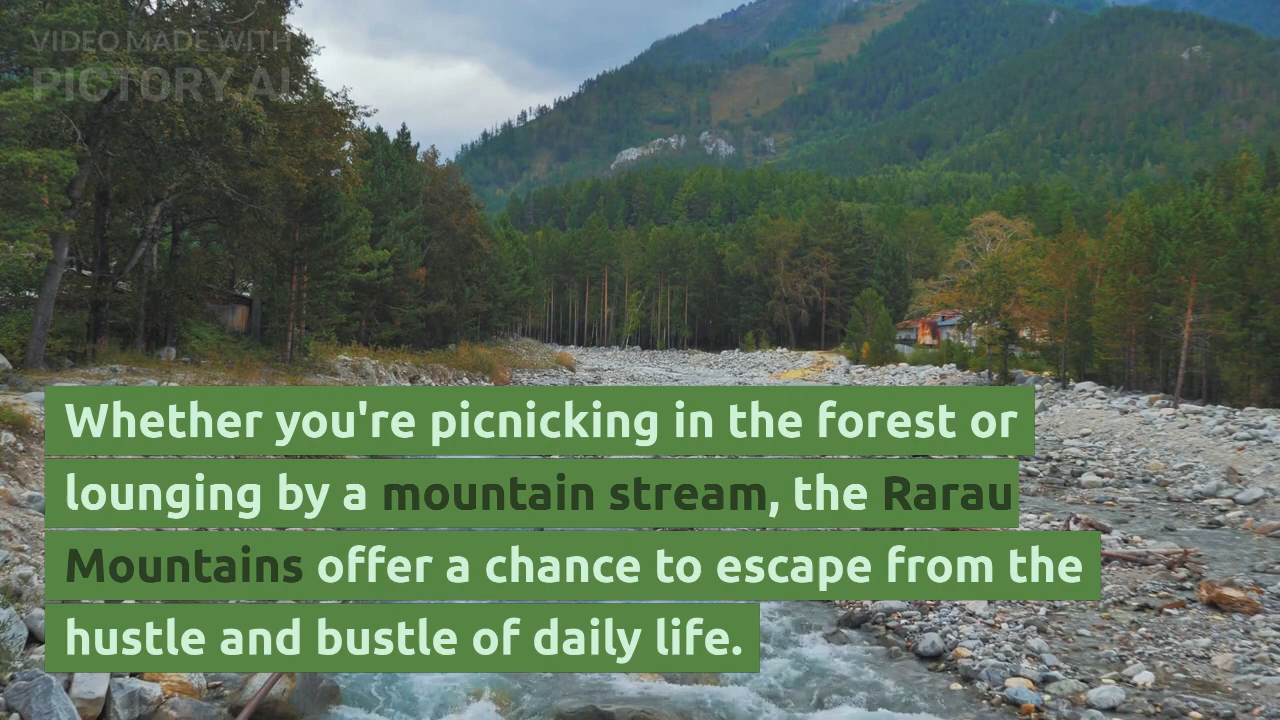 VIDEO MADE WITH
PICTORY AI
Whether you're picnicking in the forest or
lounging by a mountain stream, the Rarau
Mountains offer a chance to escape from the
hustle and bustle of daily life.